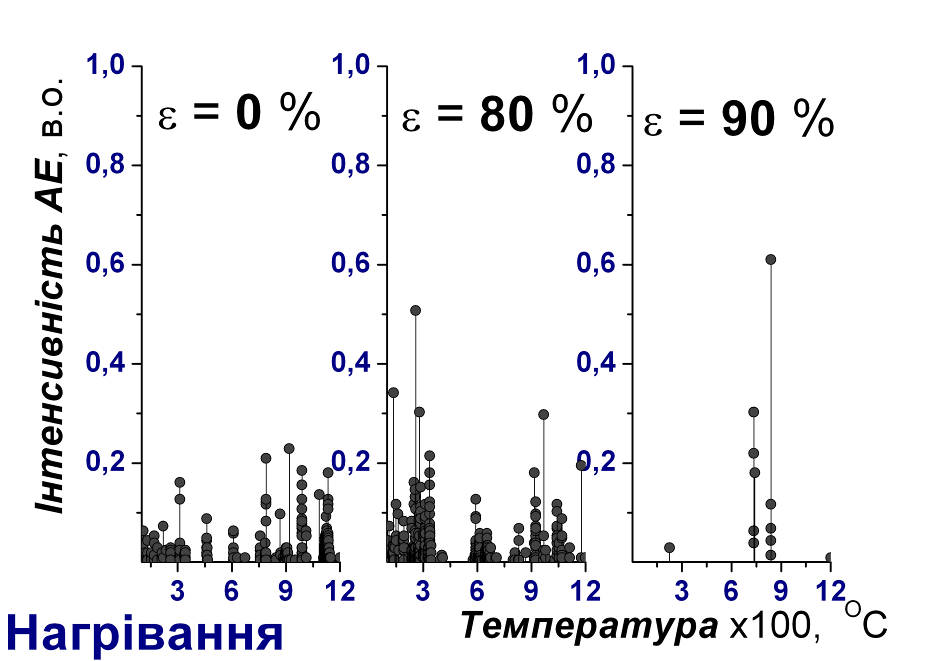 1,0 1,0 1,0
ε = 0 % ε = 80 % ε = 90 %
0,8 0,8 0,8
0,6 0,6 0,6
0,4 0,4 0,4
0,2 0,2 0,2
Інтенсивність АЕ, в.о.
3 6 9 12 3 6 9 12 3 6 9 12
Нагрівання
Температура х100, °С